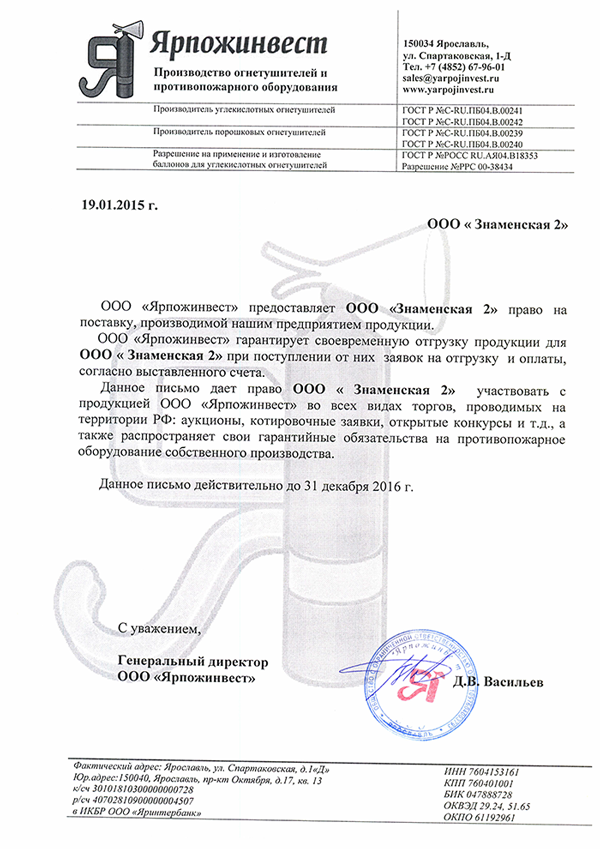 Ярпожинвест
Производство огнетушителей и
противопожарного оборудования
150034 Ярославль,
ул. Спартаковская, 1-Д
Тел. +7 (4852) 67-96-01
sales@yarpojinvest.ru
www.yarpojinvest.ru
Производитель углекислотных огнетушителей
ГОСТ Р №C-RU.ПБ04.В.00241
ГОСТ Р №C-RU.ПБ04.В.00242
Производитель порошковых огнетушителей
ГОСТ Р №C-RU.ПБ04.В.00239
ГОСТ Р №C-RU.ПБ04.В.00240
Разрешение на применение и изготовление
баллонов для углекислотных огнетушителей
ГОСТ Р №РОСС RU.АЯ04.В18353
Разрешение №РРС 00-38434
19.01.2015 г.
ООО « Знаменская 2»
ООО «Ярпожинвест» предоставляет ООО «Знаменская 2» право на
поставку, производимой нашим предприятием продукции.
ООО «Ярпожинвест» гарантирует своевременную отгрузку продукции для
ООО « Знаменская 2» при поступлении от них заявок на отгрузку и оплаты,
согласно выставленного счета.
Данное письмо дает право ООО « Знаменская 2» участвовать с
продукцией ООО «Ярпожинвест» во всех видах торгов, проводимых на
территории РФ: аукционы, котировочные заявки, открытые конкурсы и т.д., а
также распространяет свои гарантийные обязательства на противопожарное
оборудование собственного производства.
Данное письмо действительно до 31 декабря 2016 г.
С уважением,
Генеральный директор
ООО «Ярпожинвест»
Д.В. Васильев
Фактический адрес: Ярославль, ул. Спартаковская, д.1«Д»
Юр.адрес:150040, Ярославль, пр-кт Октября, д.17, кв. 13
к/сч 30101810300000000728
р/сч 40702810900000004507
в ИКБР ООО «Яринтербанк»
ИНН 7604153161
КПП 760401001
БИК 047888728
ОКВЭД 29.24, 51.65
ОКПО 61192961